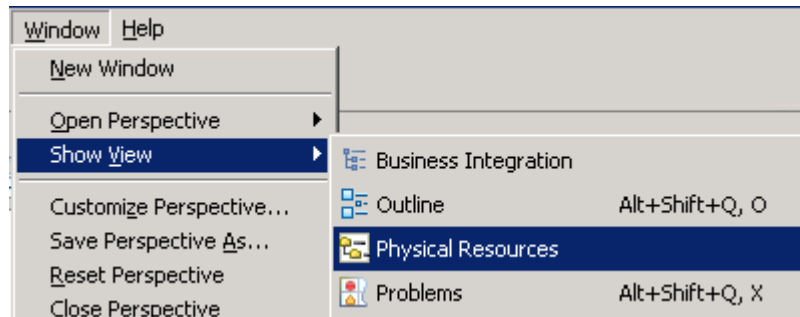 Window Help
New Window
Open Perspective
Show View
Business Integration
Outline Alt+Shift+Q, O
Physical Resources
Problems Alt+Shift+Q, X
Customize Perspective...
Save Perspective As...
Reset Perspective
Close Perspective